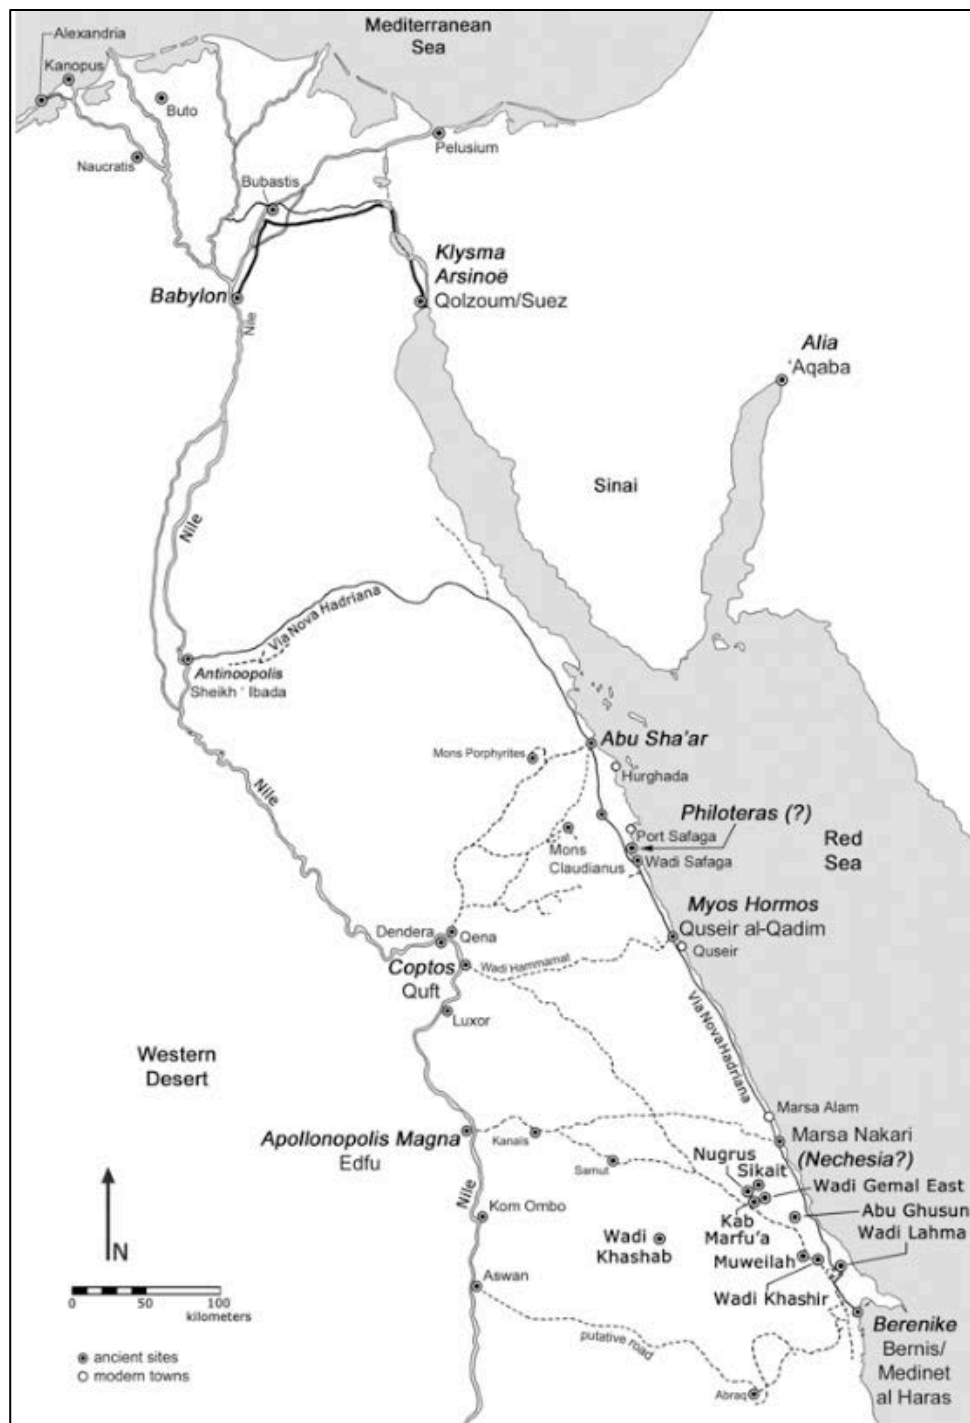 Mediterranean
Sea
Alexandria
Kanopus
Buto
Naucratis
Pelusium
Bubastis
Klysma
Arsinoë
Qolzoum/Suez
Babylon
Nile
Alia
‘Aqaba
Sinai
Nile
Via Nova Hadriana
Antinoopolis
Sheikh ‘ Ibada
Abu Sha’ar
Mons Porphyrites
Hurghada
Nile
Philoteras (?)
Port Safaga
Red
Sea
Mons
Claudianus
Wadi Safaga
Myos Hormos
Quseir al-Qadim
Quseir
Dendera
Qena
Coptos
Quft
Wadi Hammamat
Luxor
Via Nova Hadriana
Western
Desert
Marsa Alam
Apollonopolis Magna
Edfu
Kanais
Marsa Nakari
(Nechesia?)
Samut
Nugrus
Sikait
Wadi Gemal East
Nile
Kom Ombo
Abu Ghusun
Kab
Marfu’a
Wadi Lahma
Wadi
Khashab
Muweilah
N
Aswan
Wadi Khashir
0 50 100
kilometers
putative road
Berenike
Bernis/
Medinet
al Haras
ancient sites
modern towns
Abraq